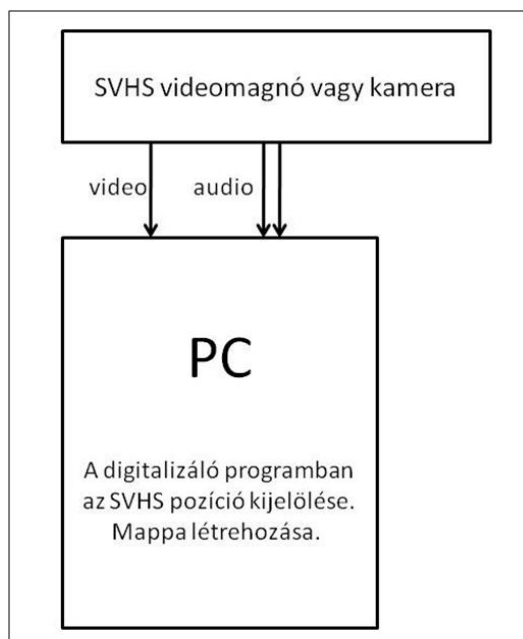 SVHS videomagnó vagy kamera
video audio
PC
A digitalizáló programban
az SVHS pozíció kijelölése.
Mappa létrehozása.